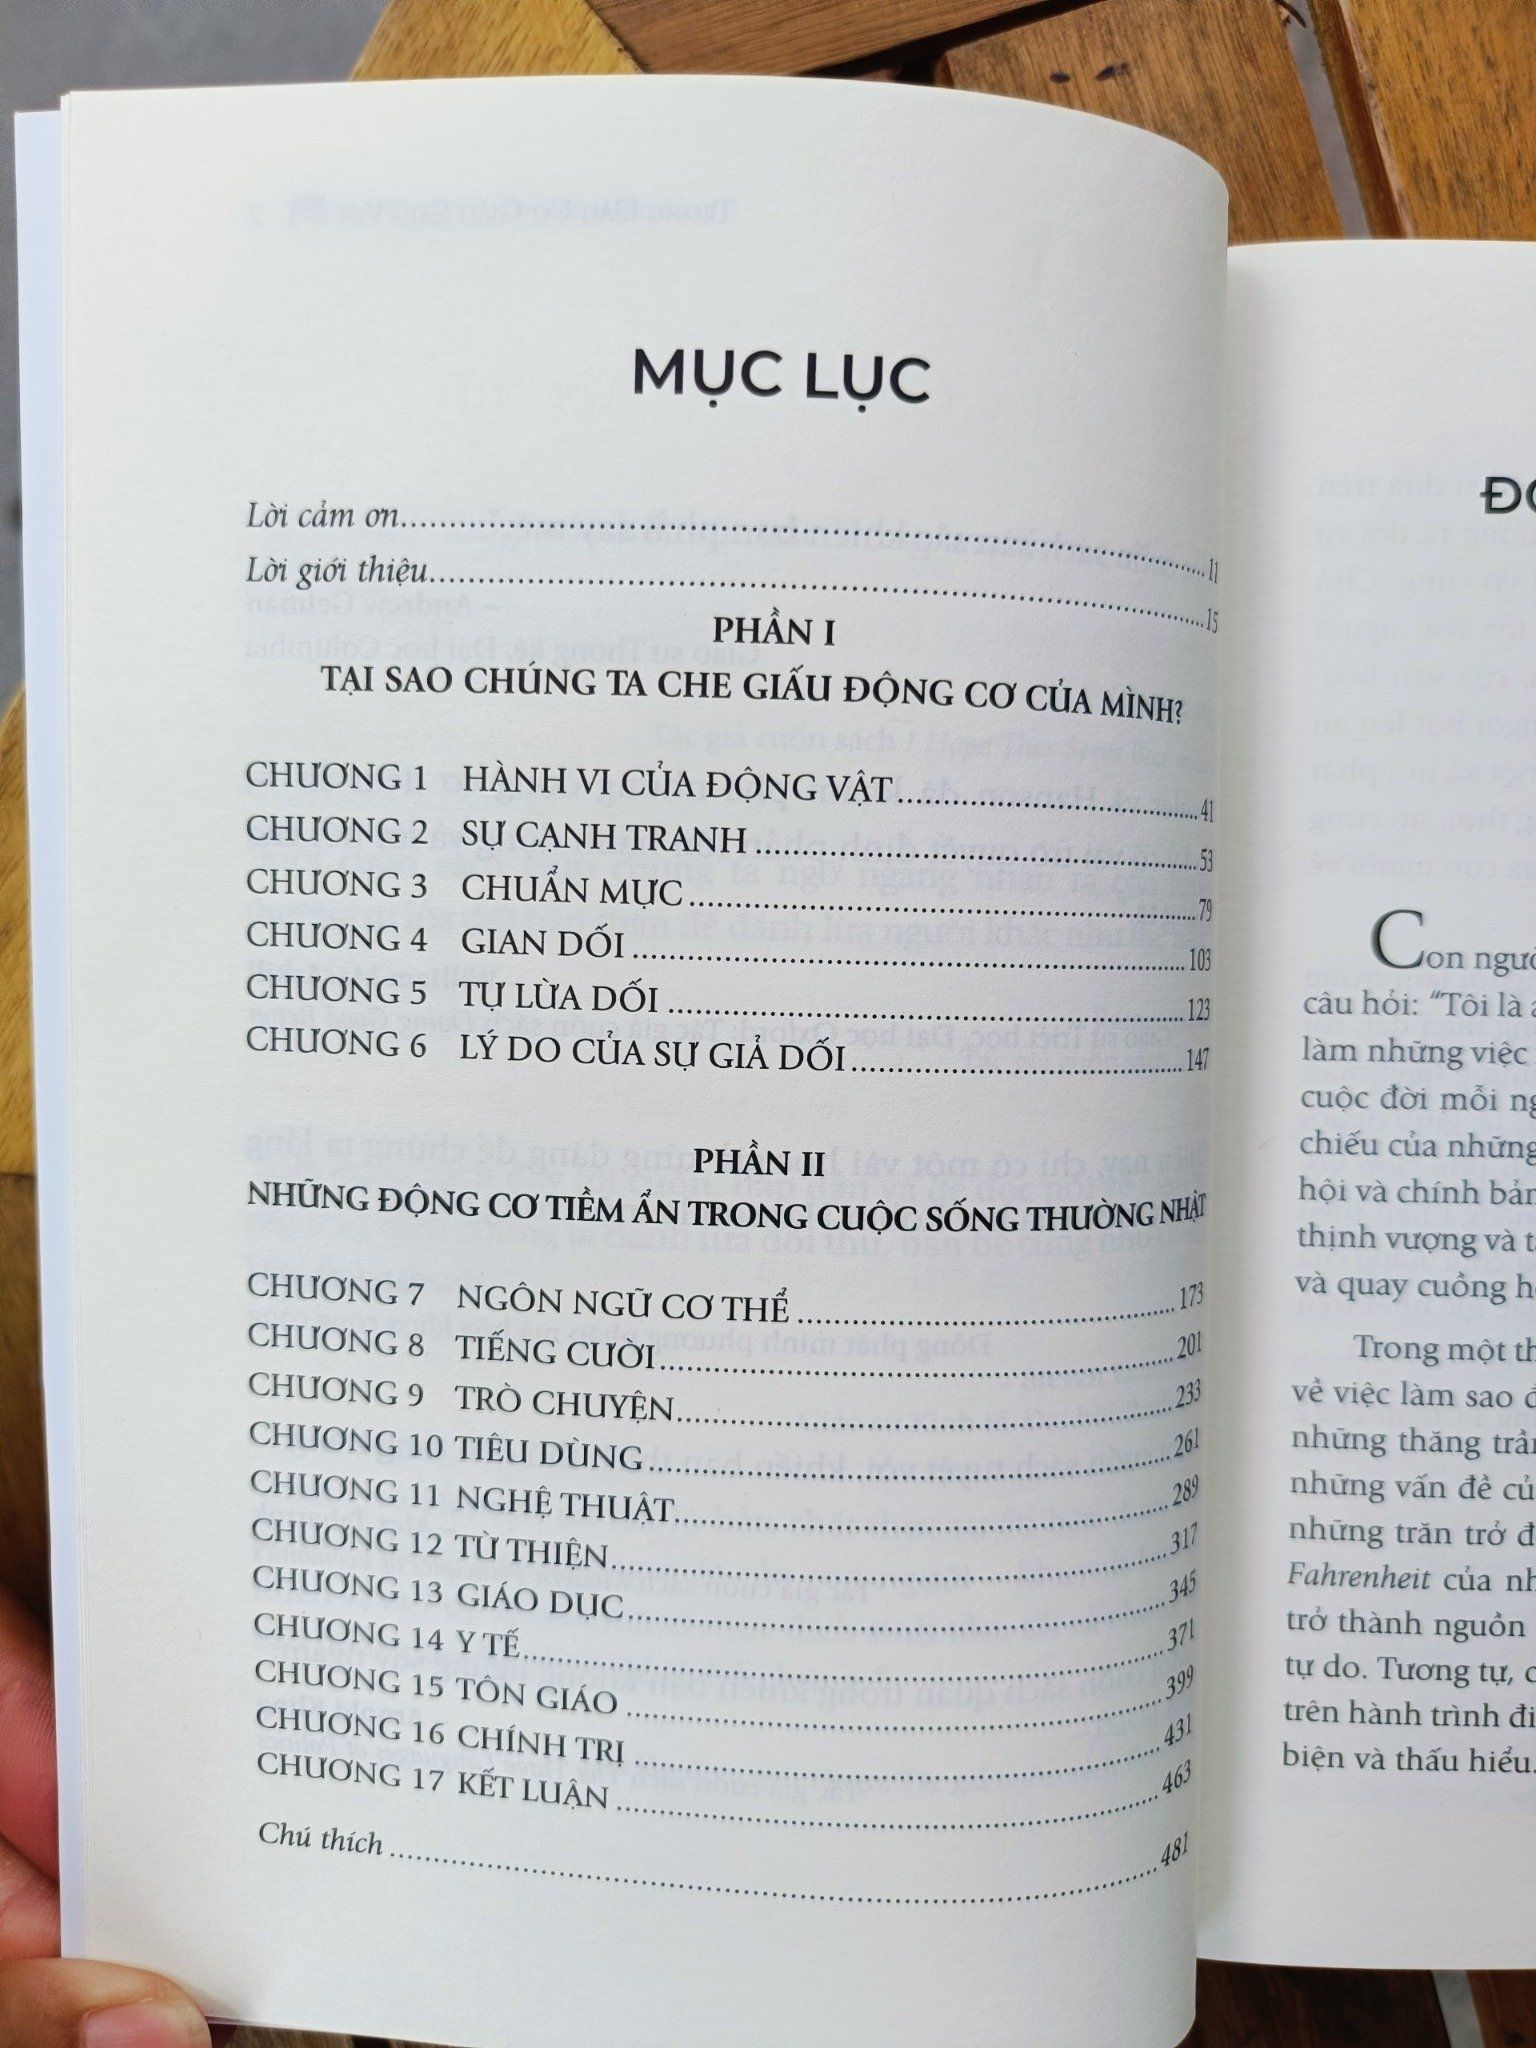 MỤC LỤC
Lời cảm ơn........................11
Lời giới thiệu........................15
PHẦN I
TẠI SAO CHÚNG TA CHE GIẤU ĐỘNG CƠ CỦA MÌNH?
CHƯƠNG 1 HÀNH VI CỦA ĐỘNG VẬT........................41
CHƯƠNG 2 SỰ CẠNH TRANH........................53
CHƯƠNG 3 CHUẨN MỰC........................79
CHƯƠNG 4 GIAN DỐI........................103
CHƯƠNG 5 TỰ LỪA DỐI........................123
CHƯƠNG 6 LÝ DO CỦA SỰ GIẢ DỐI........................147
PHẦN II
NHỮNG ĐỘNG CƠ TIỀM ẨN TRONG CUỘC SỐNG THƯỜNG NHẬT
CHƯƠNG 7 NGÔN NGỮ CƠ THỂ........................173
CHƯƠNG 8 TIẾNG CƯỜI........................201
CHƯƠNG 9 TRÒ CHUYỆN........................233
CHƯƠNG 10 TIÊU DÙNG........................261
CHƯƠNG 11 NGHỆ THUẬT........................289
CHƯƠNG 12 TỪ THIỆN........................317
CHƯƠNG 13 GIÁO DỤC........................345
CHƯƠNG 14 Y TẾ........................371
CHƯƠNG 15 TÔN GIÁO........................399
CHƯƠNG 16 CHÍNH TRỊ........................431
CHƯƠNG 17 KẾT LUẬN........................463
Chú thích........................481
Con
câu hỏi: "Tôi là
làm những việc
cuộc đời mỗi
chiếu của những
hội và chính
thịnh vượng và
và quay cuồng
Trong một
về việc làm sao
những thăng
những vấn đề
những trăn trở
Fahrenheit của
trở thành nguồn
tự do. Tương tự,
trên hành trình
biện và thấu hiểu.